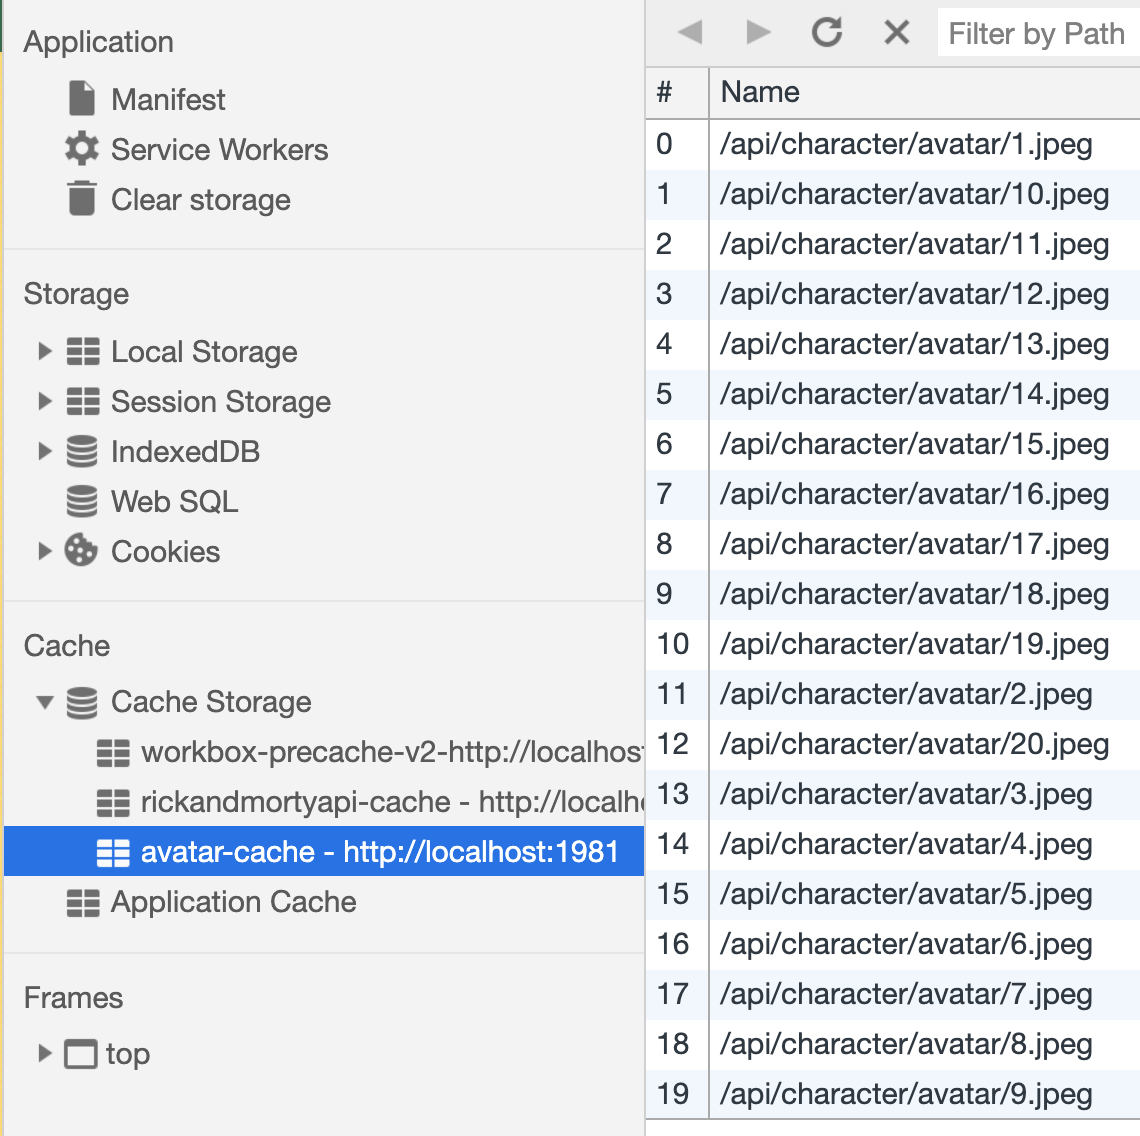 Application
Manifest
Service Workers
Clear storage
Storage
Local Storage
Session Storage
IndexedDB
Web SQL
Cookies
Cache
Cache Storage
workbox-precache-v2-http://localhos
rickandmortyapi-cache - http://localh
avatar-cache - http://localhost:1981
Application Cache
Frames
top
Filter by Path
# Name
0 /api/character/avatar/1.jpeg
1 /api/character/avatar/10.jpeg
2 /api/character/avatar/11.jpeg
3 /api/character/avatar/12.jpeg
4 /api/character/avatar/13.jpeg
5 /api/character/avatar/14.jpeg
6 /api/character/avatar/15.jpeg
7 /api/character/avatar/16.jpeg
8 /api/character/avatar/17.jpeg
9 /api/character/avatar/18.jpeg
10 /api/character/avatar/19.jpeg
11 /api/character/avatar/2.jpeg
12 /api/character/avatar/20.jpeg
13 /api/character/avatar/3.jpeg
14 /api/character/avatar/4.jpeg
15 /api/character/avatar/5.jpeg
16 /api/character/avatar/6.jpeg
17 /api/character/avatar/7.jpeg
18 /api/character/avatar/8.jpeg
19 /api/character/avatar/9.jpeg